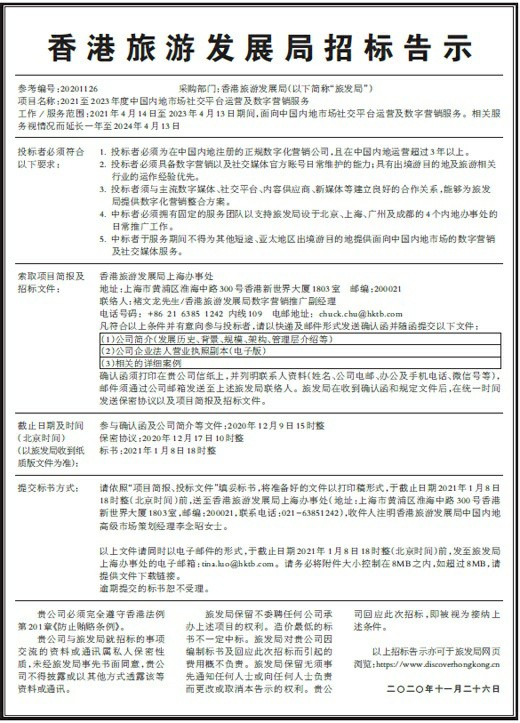 香港旅游发展局招标告示
参考编号:20201126 采购部门:香港旅游发展局(以下简称“旅发局”)
项目名称:2021至2023年度中国内地市场社交平台运营及数字营销服务
工作/服务范围:2021年4月14日至2023年4月13日期间,面向中国内地市场社交平台运营及数字营销服务。相关服
务视情况而延长一年至2024年4月13日
投标者必须符合
以下要求:
1. 投标者必须为在中国内地注册的正规数字化营销公司,且在中国内地运营超过3年以上。
2. 投标者必须具备数字营销以及社交媒体官方账号日常维护的能力;具有出境游目的地及旅游相关
行业的运作经验优先。
3. 投标者须与主流数字媒体、社交平台、内容供应商、新媒体等建立良好的合作关系,能够为旅发
局提供数字化营销整合方案。
4. 中标者必须拥有固定的服务团队以支持旅发局设于北京、上海、广州及成都的4个内地办事处的
日常推广工作。
5. 中标者于服务期间不得为其他短途、亚太地区出境游目的地提供面向中国内地市场的数字营销
及社交媒体服务。
索取项目简报及
招标文件:
香港旅游发展局上海办事处
地址:上海市黄浦区淮海中路300号香港新世界大厦1803室 邮编:200021
联络人:褚文龙先生/香港旅游发展局数字营销推广副经理
电话号码: +86 21 6385 1242 内线109 电邮地址: chuck.chu@hktb.com
凡符合以上条件并有意向参与投标者,请以快递及邮件形式发送确认函并随函提交以下文件:
(1)公司简介(发展历史、背景、规模、架构、管理层介绍等)
(2)公司企业法人营业执照副本(电子版)
(3)相关的详细案例
确认函须打印在贵公司信纸上,并列明联系人资料(姓名、公司电邮、办公及手机电话、微信号等),
邮件须通过公司邮箱发送至上述旅发局联络人。旅发局在收到确认函和规定文件后,在统一时间
发送保密协议以及项目简报及招标文件。
截止日期及时间
(北京时间)
(以旅发局收到纸
质版文件为准):
参与确认函及公司简介等文件:2020年12月9日15时整
保密协议:2020年12月17日10时整
标书:2021年1月8日18时整
提交标书方式:
请依照“项目简报、投标文件”填妥标书,将准备好的文件以打印稿形式,于截止日期2021年1月8日
18时整(北京时间)前,送至香港旅游发展局上海办事处(地址:上海市黄浦区淮海中路300号香港
新世界大厦1803室,邮编:200021,联系电话:021-63851242),收件人注明香港旅游发展局中国内地
高级市场策划经理李仝昭女士。
以上文件请同时以电子邮件的形式,于截止日期2021年1月8日18时整(北京时间)前,发至旅发局
上海办事处的电子邮箱:tina.luo@hktb.com。请务必将附件大小控制在8MB之内,如超过8MB,请
提供文件下载链接。
逾期提交的标书恕不受理。
贵公司必须完全遵守香港法例
第201章《防止贿赂条例》。
贵公司与旅发局就招标的事项
交流的资料或通讯属私人保密性
质,未经旅发局事先书面同意,贵公
司不得披露或以其他方式透露该等
资料或通讯。
旅发局保留不委聘任何公司承
办上述项目的权利。造价最低的标
书不一定中标。旅发局对贵公司因
编制标书及回应此次招标而引起的
费用概不负责。旅发局保留无须事
先通知任何人士或向任何人士负责
而更改或取消本告示的权利。贵公
司回应此次招标,即被视为接纳上
述条件。
以上招标告示亦可于旅发局网页
浏览:https://www.discoverhongkong.cn
二〇二〇年十一月二十六日